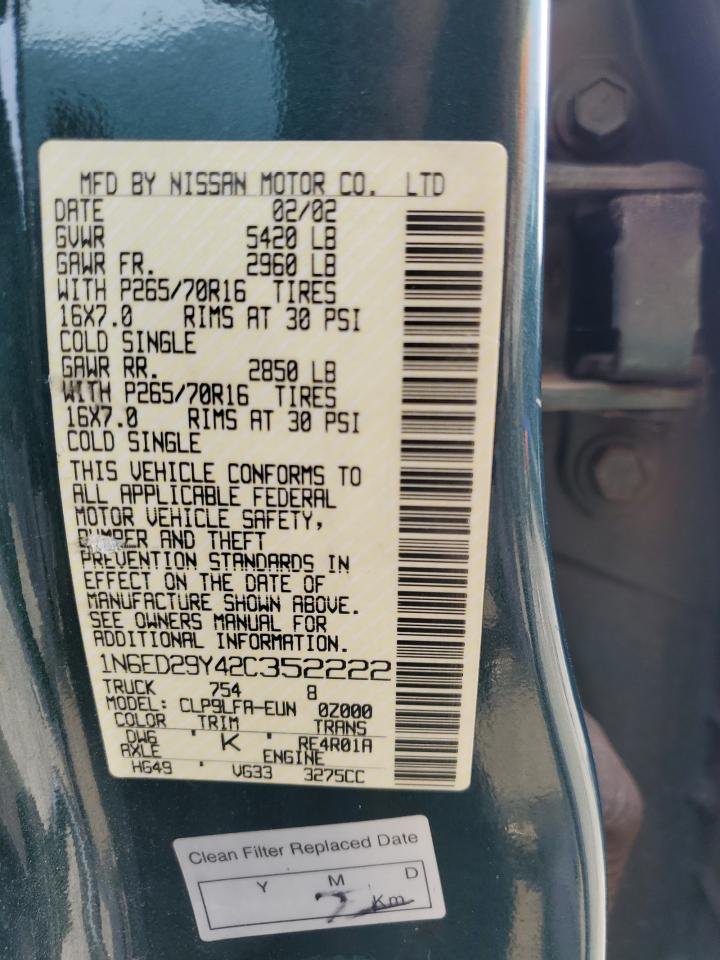 MFD BY NISSAN MOTOR CO. LTD
DATE 02/02
GVWR 5420 LB
GAWR FR. 2960 LB
WITH P265/70R16 TIRES
16X7.0 RIMS AT 30 PSI
COLD SINGLE
GAWR RR. 2850 LB
WITH P265/70R16 TIRES
16X7.0 RIMS AT 30 PSI
COLD SINGLE
THIS VEHICLE CONFORMS TO
ALL APPLICABLE FEDERAL
MOTOR VEHICLE SAFETY,
BUMPER AND THEFT
PREVENTION STANDARDS IN
EFFECT ON THE DATE OF
MANUFACTURE SHOWN ABOVE.
SEE OWNERS MANUAL FOR
ADDITIONAL INFORMATION.
1N6ED29Y42C352222
TRUCK 754 8
MODEL: CLP9LFA-EUN 0Z000
COLOR TRIM TRANS
DW6 ' K ' RE4R01A
AXLE ENGINE
HG49 ' VG33 3275CC
Clean Filter Replaced Date
Y M D
Km